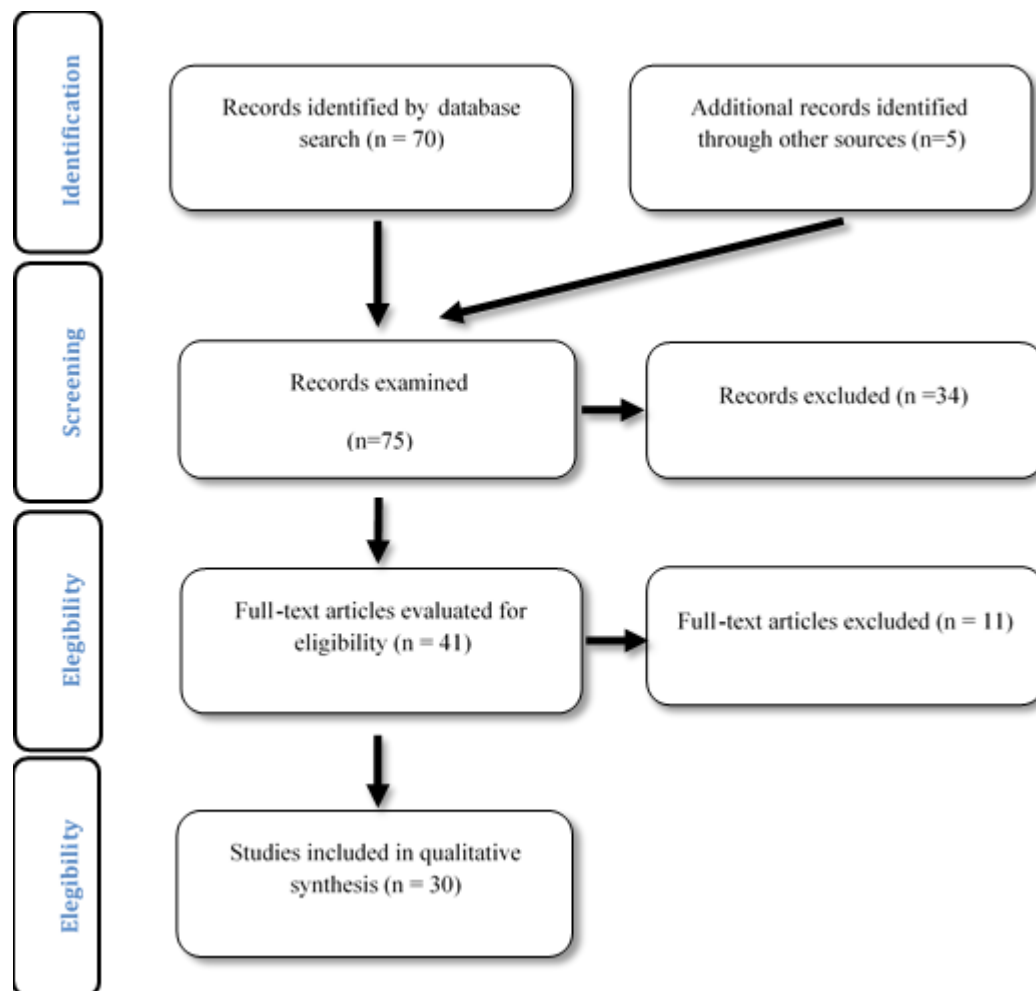 Identification
Records identified by database
search (n = 70)
Additional records identified
through other sources (n=5)
Screening
Records examined
(n=75)
Records excluded (n =34)
Elegibility
Full-text articles evaluated for
eligibility (n = 41)
Full-text articles excluded (n = 11)
Elegibility
Studies included in qualitative
synthesis (n = 30)